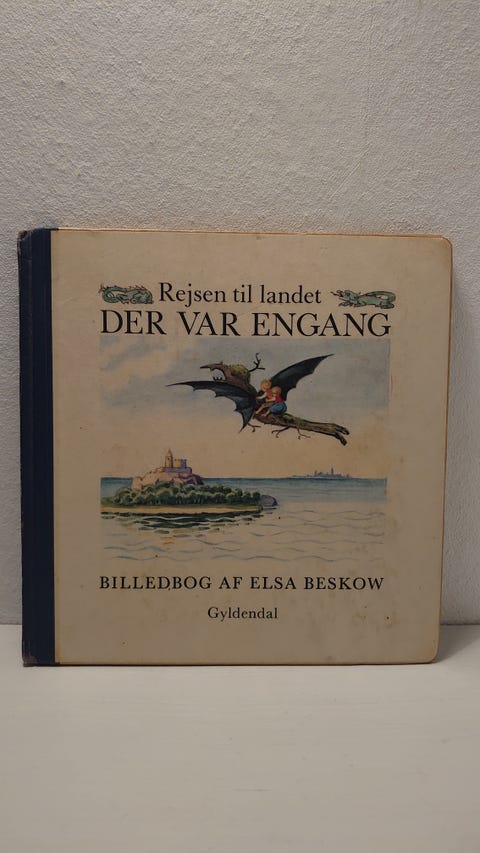 Rejsen til landet
DER VAR ENGANG
BILLEDBOG AF ELSA BESKOW
Gyldendal